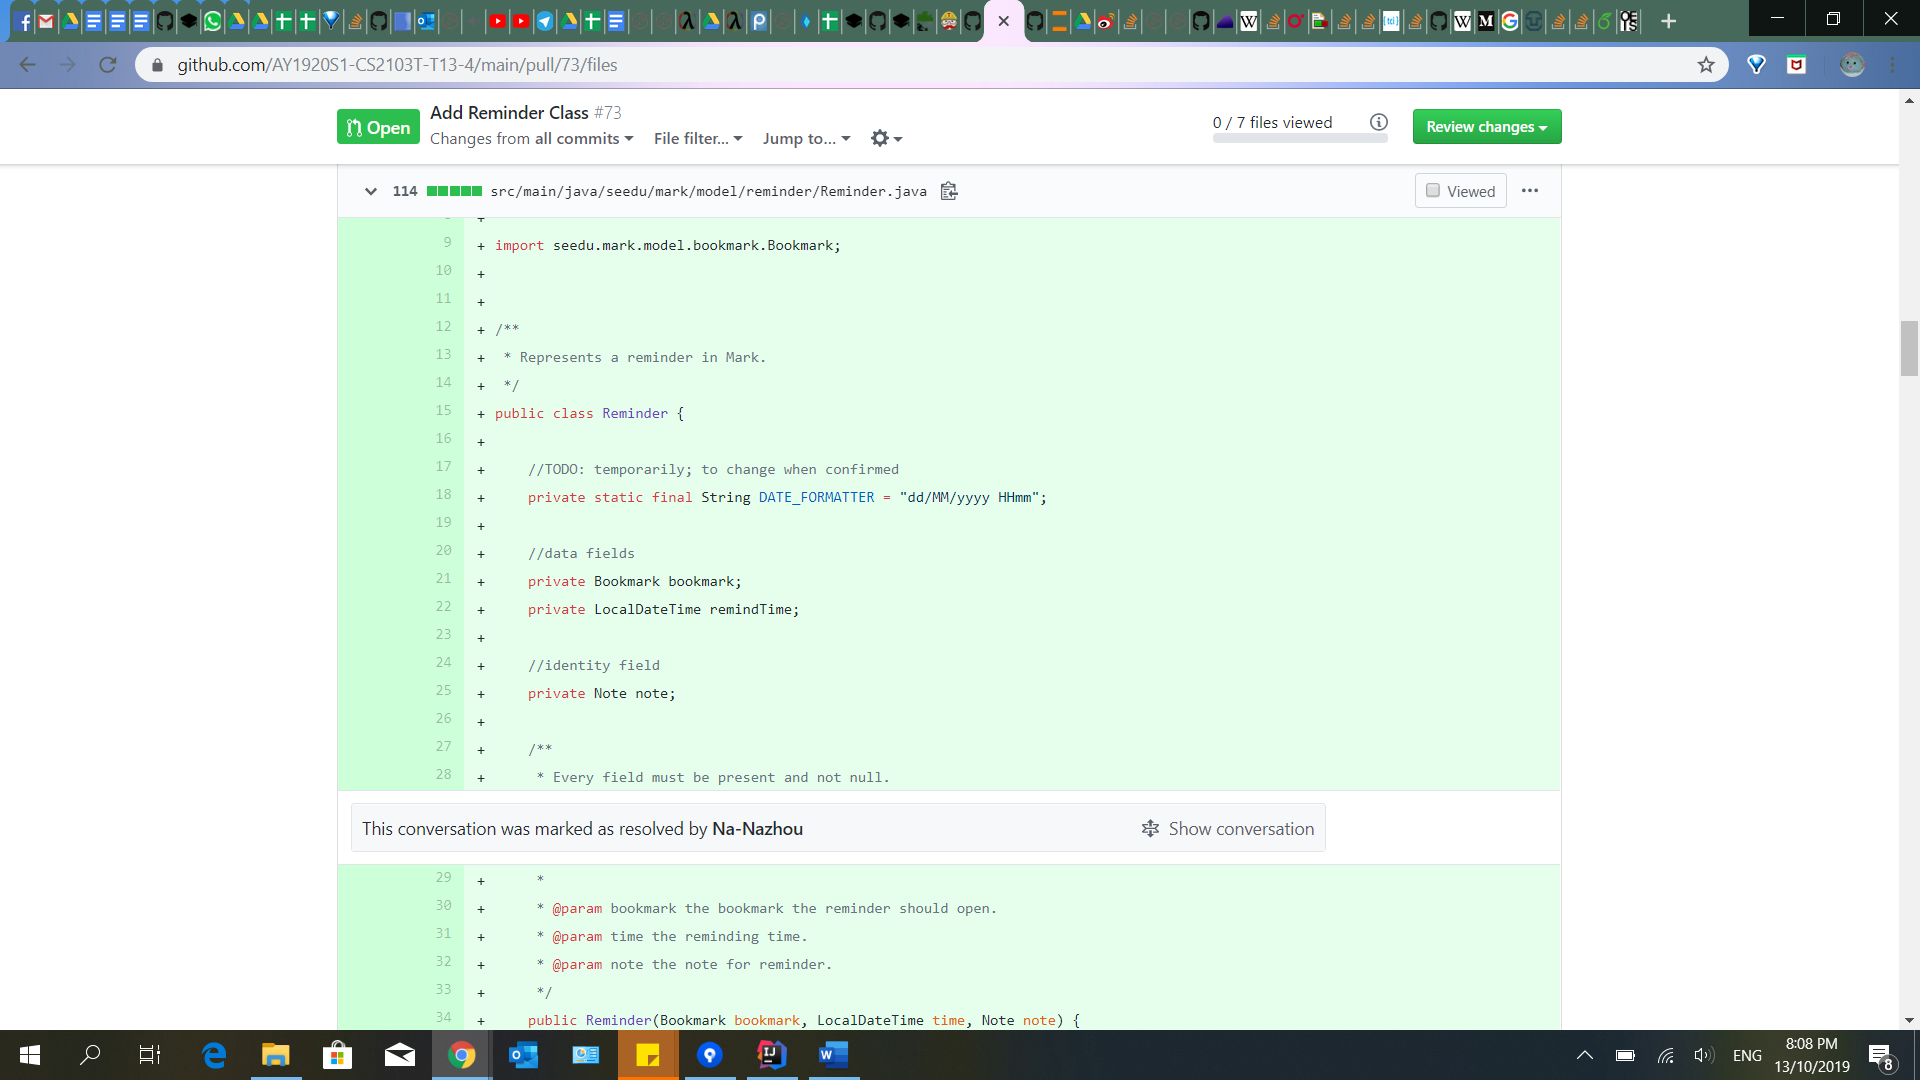 github.com/AY1920S1-CS2103T-T13-4/main/pull/73/files
Open
Add Reminder Class #73
Changes from all commits
File filter...
Jump to...
0 / 7 files viewed
Review changes
114
src/main/java/seedu/mark/model/reminder/Reminder.java
Viewed
9 + import seedu.mark.model.bookmark.Bookmark;
10 +
11 +
12 + /**
13 + * Represents a reminder in Mark.
14 + */
15 + public class Reminder {
16 +
17 + //TODO: temporarily; to change when confirmed
18 + private static final String DATE_FORMATTER = "dd/MM/yyyy HHmm";
19 +
20 + //data fields
21 + private Bookmark bookmark;
22 + private LocalDateTime remindTime;
23 +
24 + //identity field
25 + private Note note;
26 +
27 + /**
28 + * Every field must be present and not null.
This conversation was marked as resolved by Na-Nazhou
Show conversation
29 + *
30 + * @param bookmark the bookmark the reminder should open.
31 + * @param time the reminding time.
32 + * @param note the note for reminder.
33 + */
34 + public Reminder(Bookmark bookmark, LocalDateTime time, Note note) {
ENG
8:08 PM
13/10/2019
8